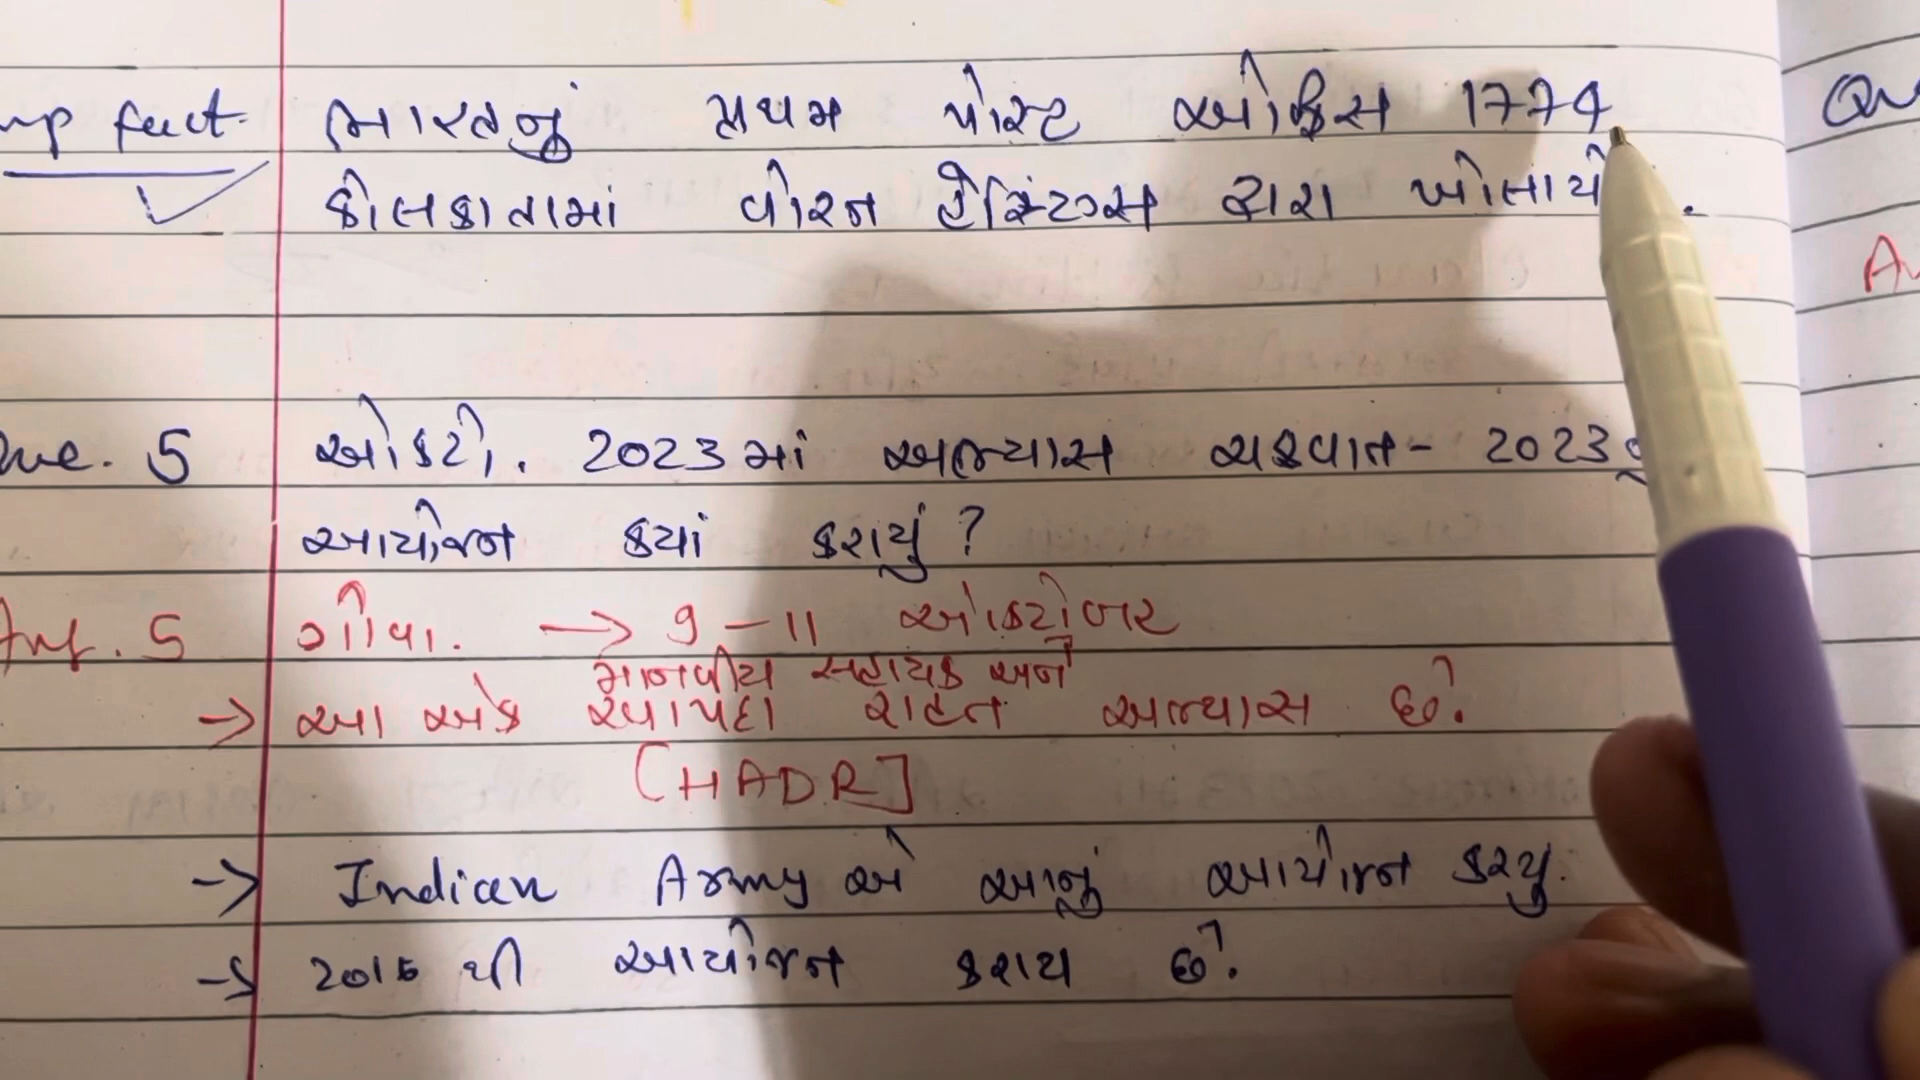 imp fact. ભારતનું પ્રથમ પોસ્ટ ઓફિસ 1774
કોલકાતામાં વોરન હેસ્ટિંગ્સ દ્વારા ખોલાયેલ.
Que. 5 ઓક્ટો. 2023માં અભ્યાસ ચક્રવાત - 2023નું
આયોજન ક્યાં કરાયું?
Ans. 5 ગોવા. → 9 - 11 ઓક્ટોબર
માનવીય સહાયક અને
→ આ એક આપદા રાહત અભ્યાસ છે.
[HADR]
→ Indian Army એ આનું આયોજન કરયું.
→ 2015 થી આયોજન કરાય છે.